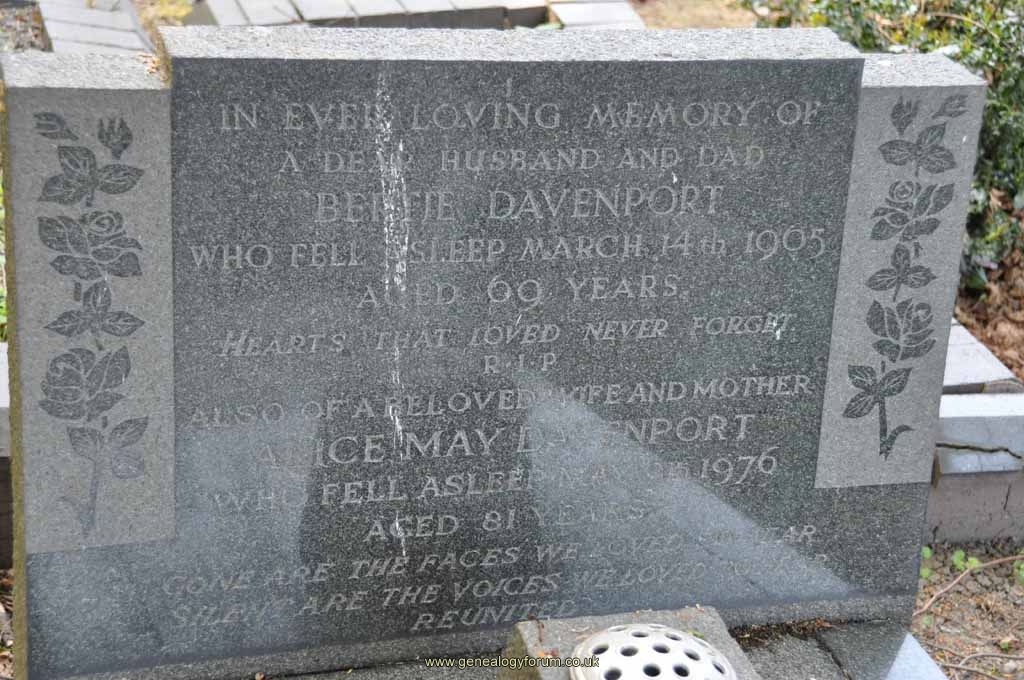 IN EVER LOVING MEMORY OF
A DEAR HUSBAND AND DAD
BERTIE DAVENPORT
WHO FELL ASLEEP MARCH 14th 1965
AGED 69 YEARS
HEARTS THAT LOVED NEVER FORGET.
R·I·P
ALSO OF A BELOVED WIFE AND MOTHER
ALICE MAY DAVENPORT
WHO FELL ASLEEP 1976
AGED 81 YEARS
GONE ARE THE FACES WE LOVED SO DEAR
SILENT ARE THE VOICES WE LOVED TO HEAR
REUNITED
www.genealogyforum.co.uk